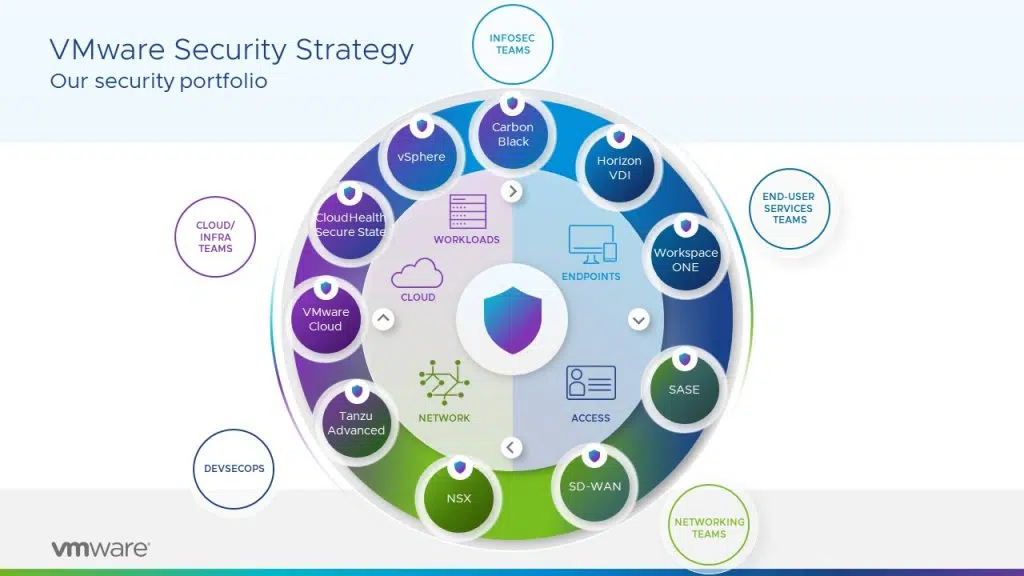 VMware Security Strategy
Our security portfolio
INFOSEC
TEAMS
Carbon
Black
vSphere
Horizon
VDI
CloudHealth
Secure State
Workspace
ONE
VMware
Cloud
SASE
Tanzu
Advanced
SD-WAN
NSX
WORKLOADS
ENDPOINTS
CLOUD
NETWORK
ACCESS
CLOUD/
INFRA
TEAMS
END-USER
SERVICES
TEAMS
DEVSECOPS
NETWORKING
TEAMS
vmware